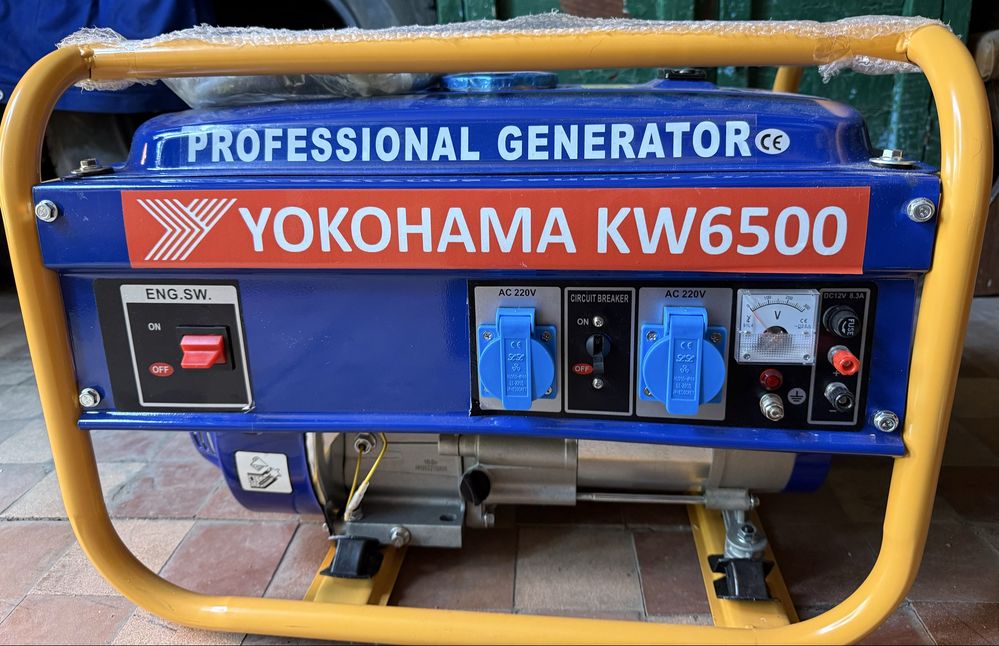 PROFESSIONAL GENERATOR CE
YOKOHAMA KW6500
ENG.SW.
ON
OFF
AC 220V
CIRCUIT BREAKER
ON
OFF
AC 220V
V
DC12V 8.3A
FUSE